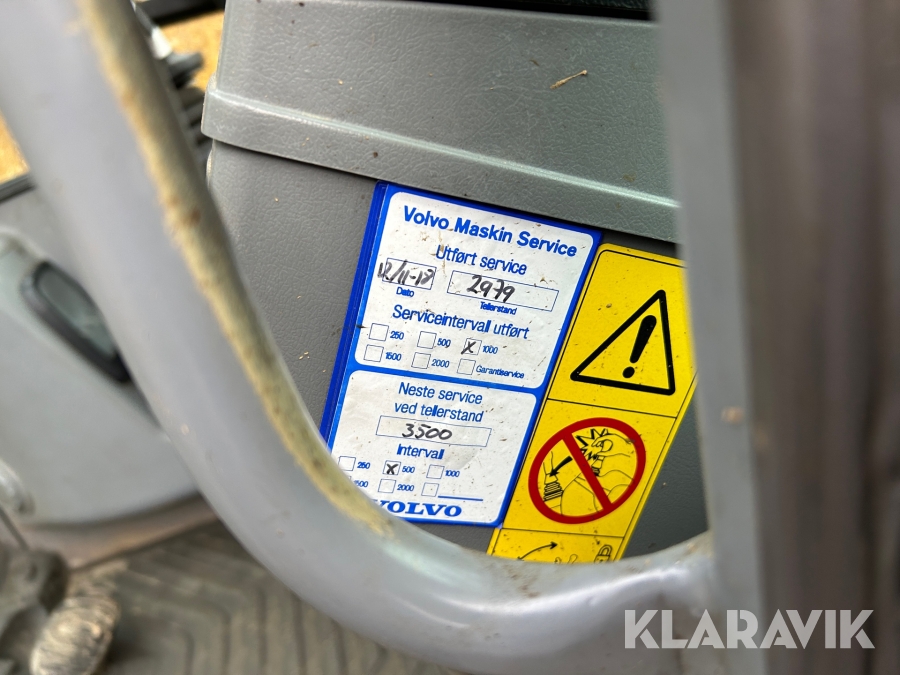 Volvo Maskin Service
Utført service
2979
Dato
Tellerstand
Serviceintervall utført
250 500 X 1000
1500 2000 Garantiservice
Neste service
ved tellerstand
3500
Intervall
250 X 500 1000
1500 2000
VOLVO
KLARAVIK